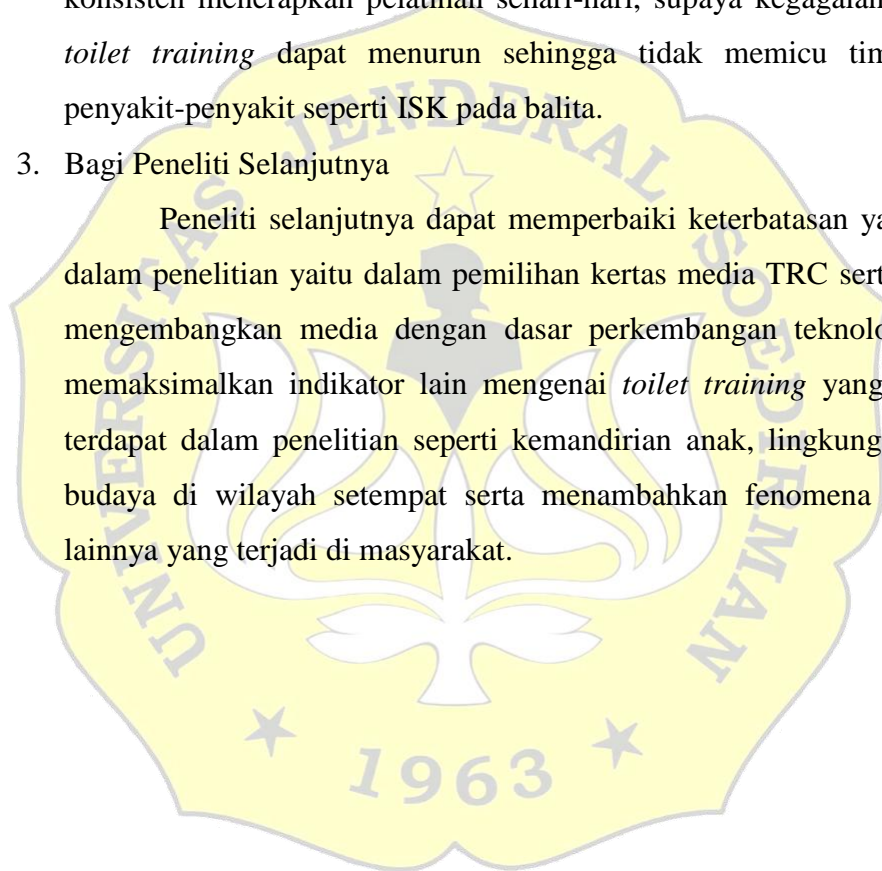 konsisten menerapkan pelatihan sehari-hari, supaya kegagalan
toilet training dapat menurun sehingga tidak memicu tim
penyakit-penyakit seperti ISK pada balita.
3. Bagi Peneliti Selanjutnya
Peneliti selanjutnya dapat memperbaiki keterbatasan ya
dalam penelitian yaitu dalam pemilihan kertas media TRC sert
mengembangkan media dengan dasar perkembangan teknolo
memaksimalkan indikator lain mengenai toilet training yang
terdapat dalam penelitian seperti kemandirian anak, lingkung
budaya di wilayah setempat serta menambahkan fenomena
lainnya yang terjadi di masyarakat.
UNIVERSITAS JENDERAL SOEDIRMAN
1963